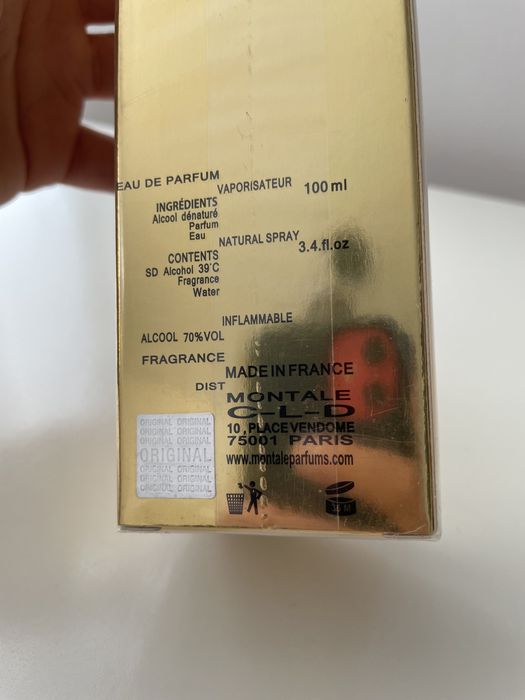 EAU DE PARFUM
VAPORISATEUR 100 ml
INGRÉDIENTS
Alcool dénaturé
Parfum
Eau
NATURAL SPRAY 3.4.fl.oz
CONTENTS
SD Alcohol 39'C
Fragrance
Water
INFLAMMABLE
ALCOOL 70%VOL
FRAGRANCE
MADE IN FRANCE
DIST MONTALE
C-L-D
10, PLACE VENDOME
75001 PARIS
www.montaleparfums.com
ORIGINAL ORIGINAL
ORIGINAL ORIGINAL
ORIGINAL ORIGINAL
ORIGINAL
ORIGINAL ORIGINAL
ORIGINAL ORIGINAL
ORIGINAL ORIGINAL
36 M